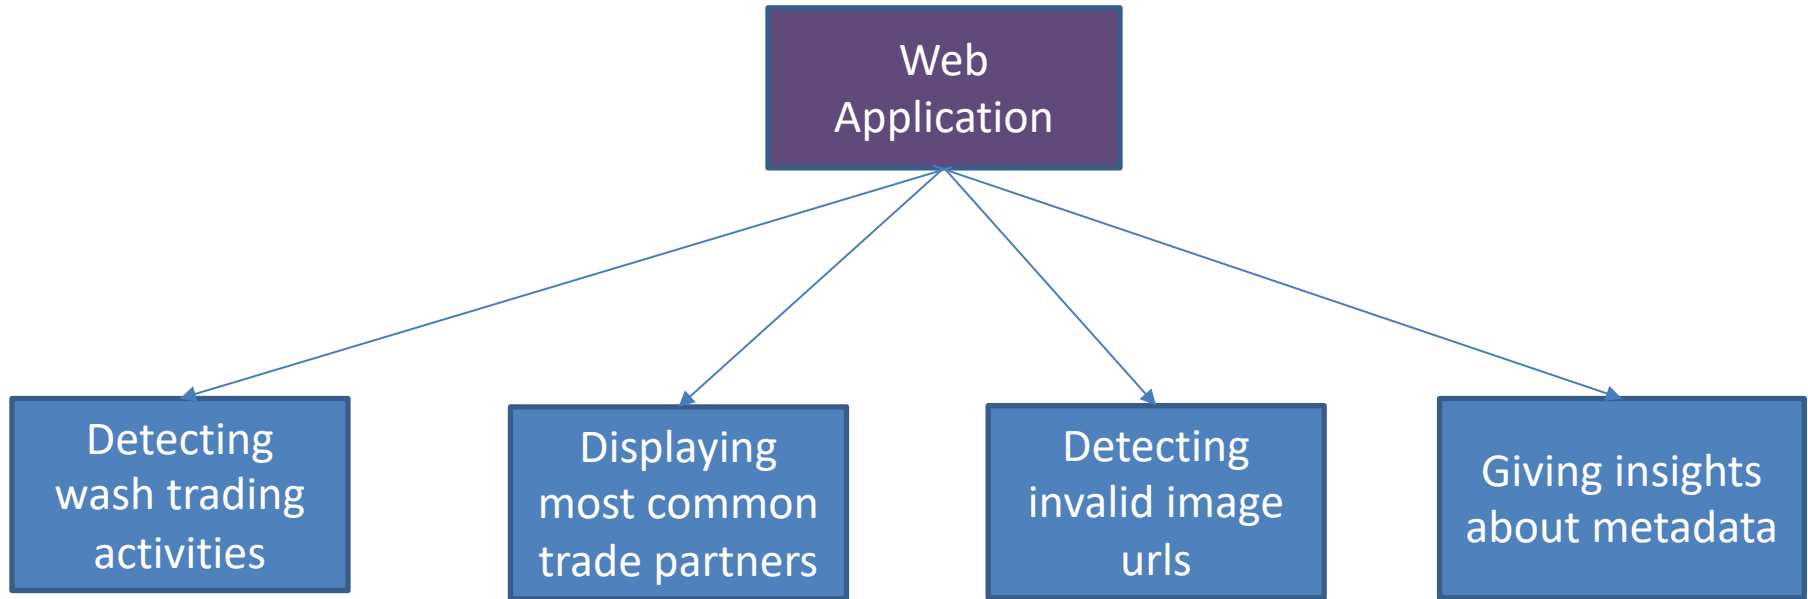 Web
Application
Detecting
wash trading
activities
Displaying
most common
trade partners
Detecting
invalid image
urls
Giving insights
about metadata